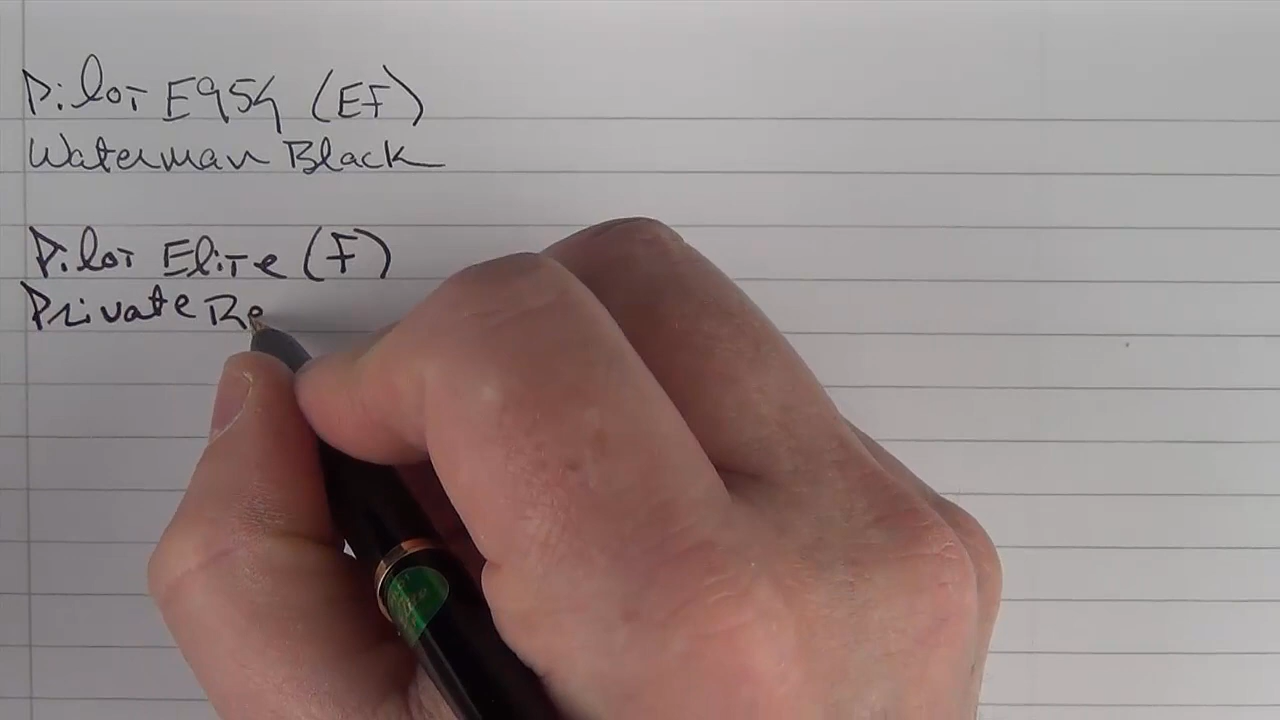 Pilot E95S (EF)
Waterman Black
Pilot Elite (F)
Private Re